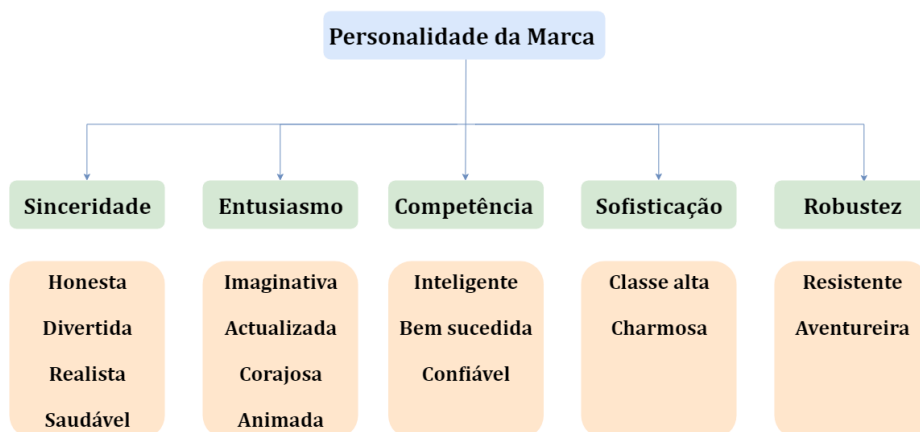 Personalidade da Marca
Sinceridade
Entusiasmo
Competência
Sofisticação
Robustez
Honesta
Divertida
Realista
Saudável
Imaginativa
Actualizada
Corajosa
Animada
Inteligente
Bem sucedida
Confiável
Classe alta
Charmosa
Resistente
Aventureira